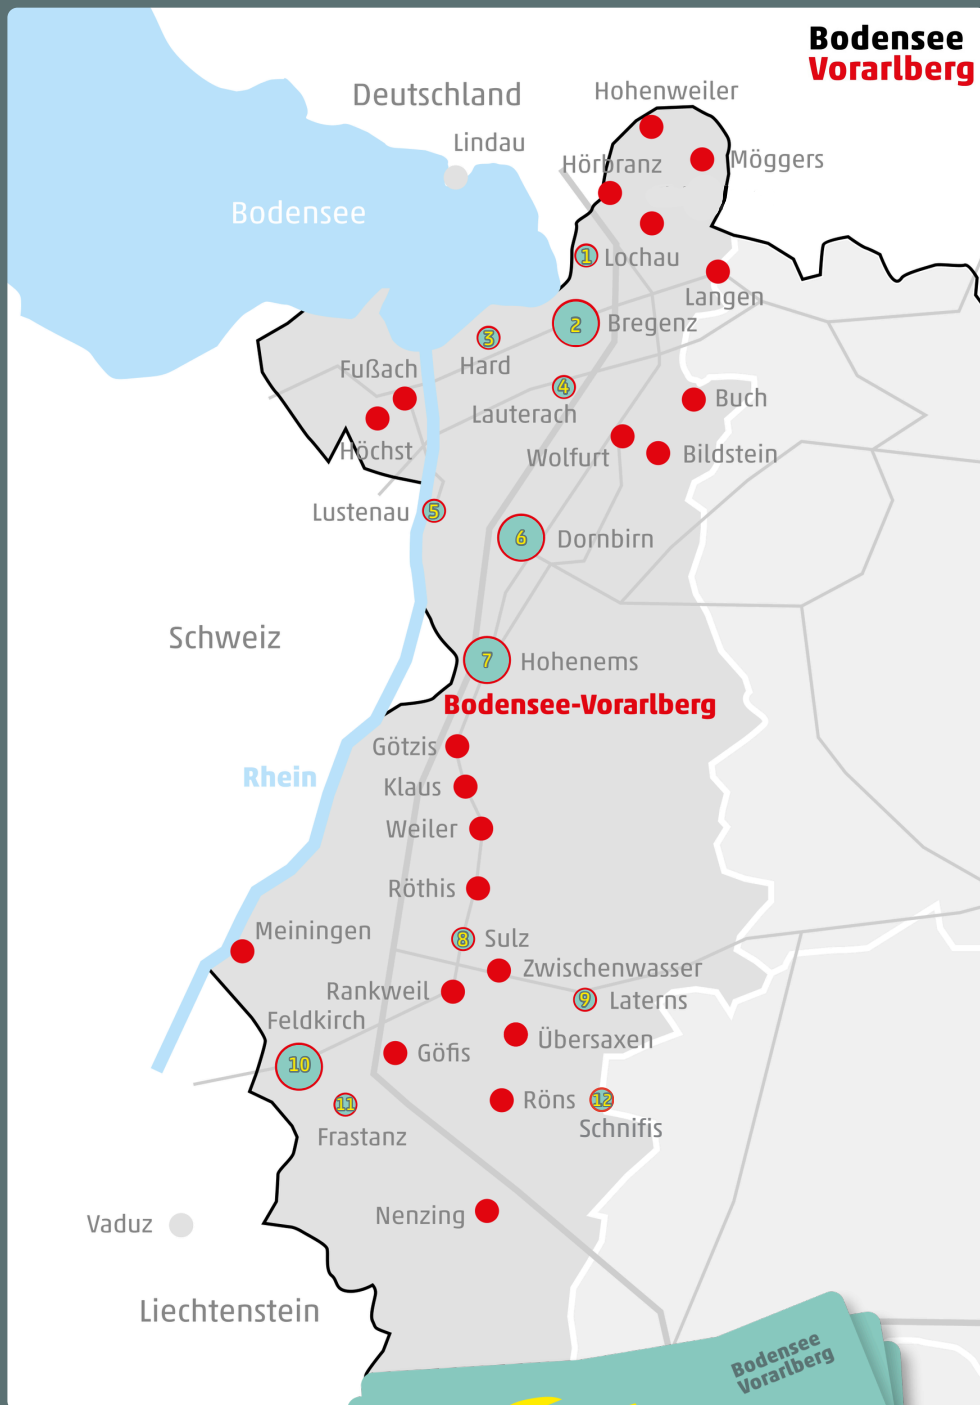 Bodensee
Vorarlberg
Hohenweiler
Deutschland
Lindau
Hörbranz
Möggers
Bodensee
1
Lochau
Langen
2
Bregenz
3
Hard
Fußach
4
Lauterach
Buch
Höchst
Wolfurt
Bildstein
Lustenau
5
6
Dornbirn
Schweiz
7
Hohenems
Bodensee-Vorarlberg
Götzis
Rhein
Klaus
Weiler
Röthis
Meiningen
8
Sulz
Zwischenwasser
Rankweil
9
Laterns
Feldkirch
Übersaxen
10
Göfis
11
Röns
12
Frastanz
Schnifis
Nenzing
Vaduz
Liechtenstein
Bodensee
Vorarlberg